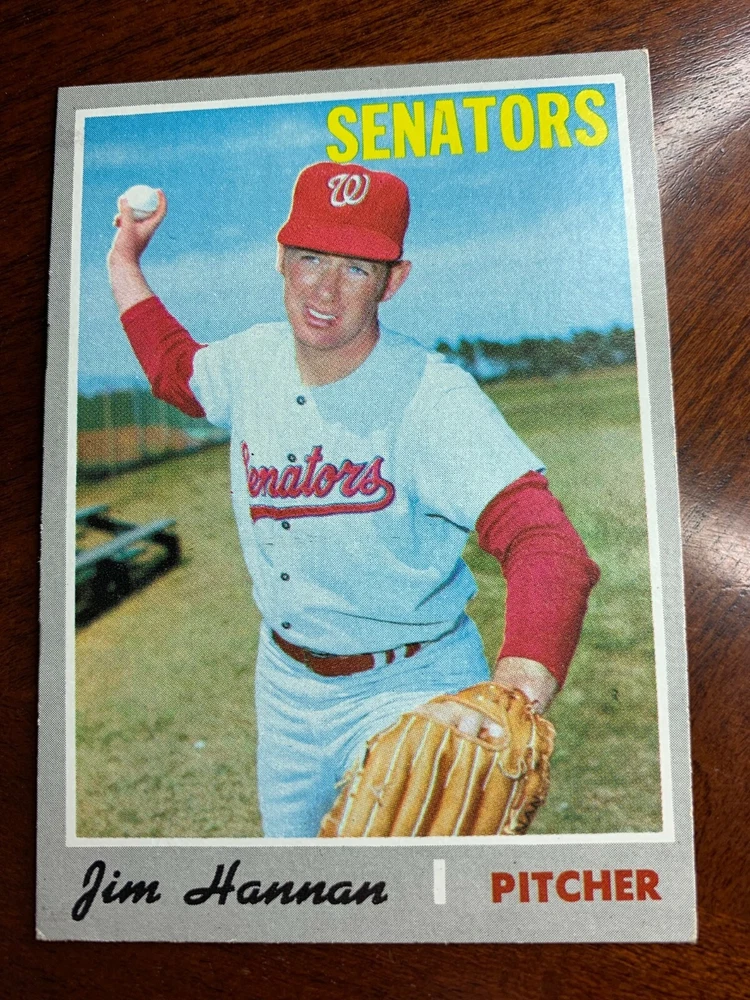 SENATORS
W
Senators
Jim Hannan PITCHER